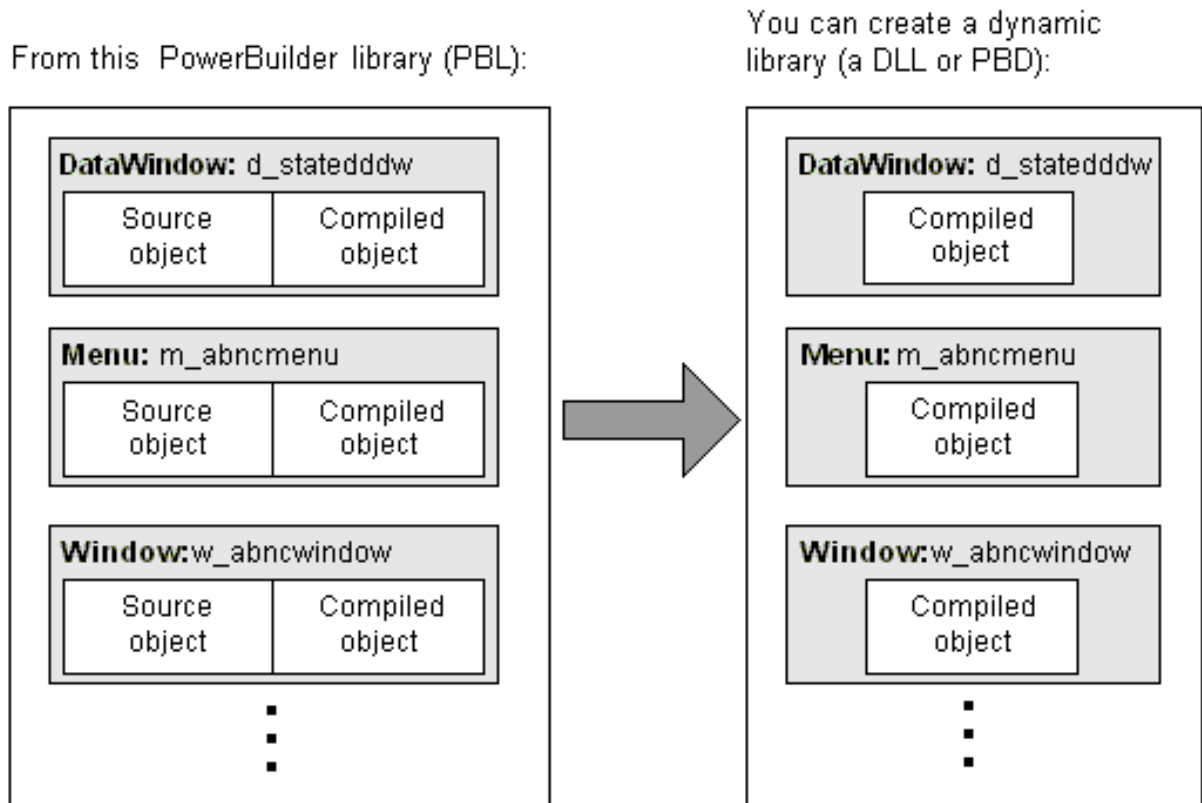 From this PowerBuilder library (PBL):
You can create a dynamic
library (a DLL or PBD):
DataWindow: d_statedddw
Source
object
Compiled
object
Menu: m_abncmenu
Source
object
Compiled
object
Window:w_abncwindow
Source
object
Compiled
object
DataWindow: d_statedddw
Compiled
object
Menu:m_abncmenu
Compiled
object
Window:w_abncwindow
Compiled
object